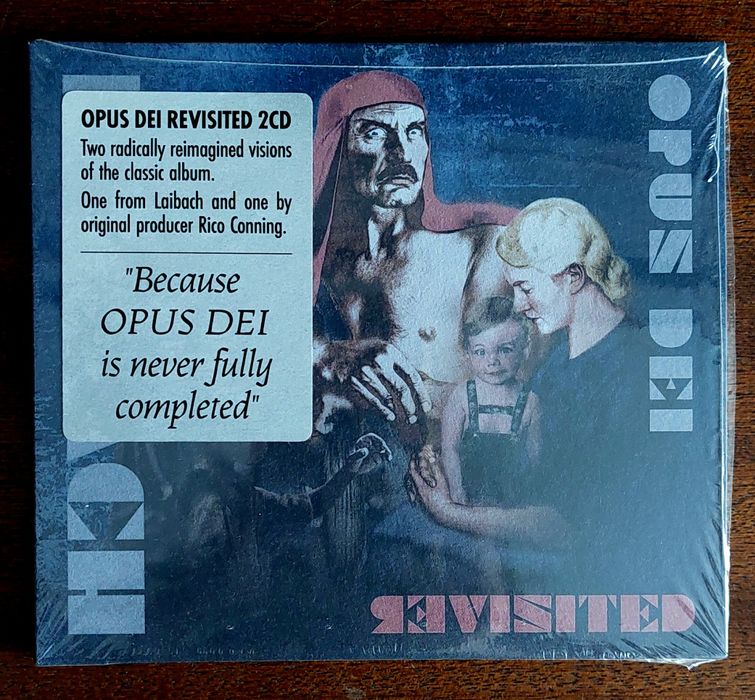 OPUS DEI REVISITED 2CD
Two radically reimagined visions
of the classic album.
One from Laibach and one by
original producer Rico Conning.
"Because
OPUS DEI
is never fully
completed"
CH
OPUS DEI
REVISITED